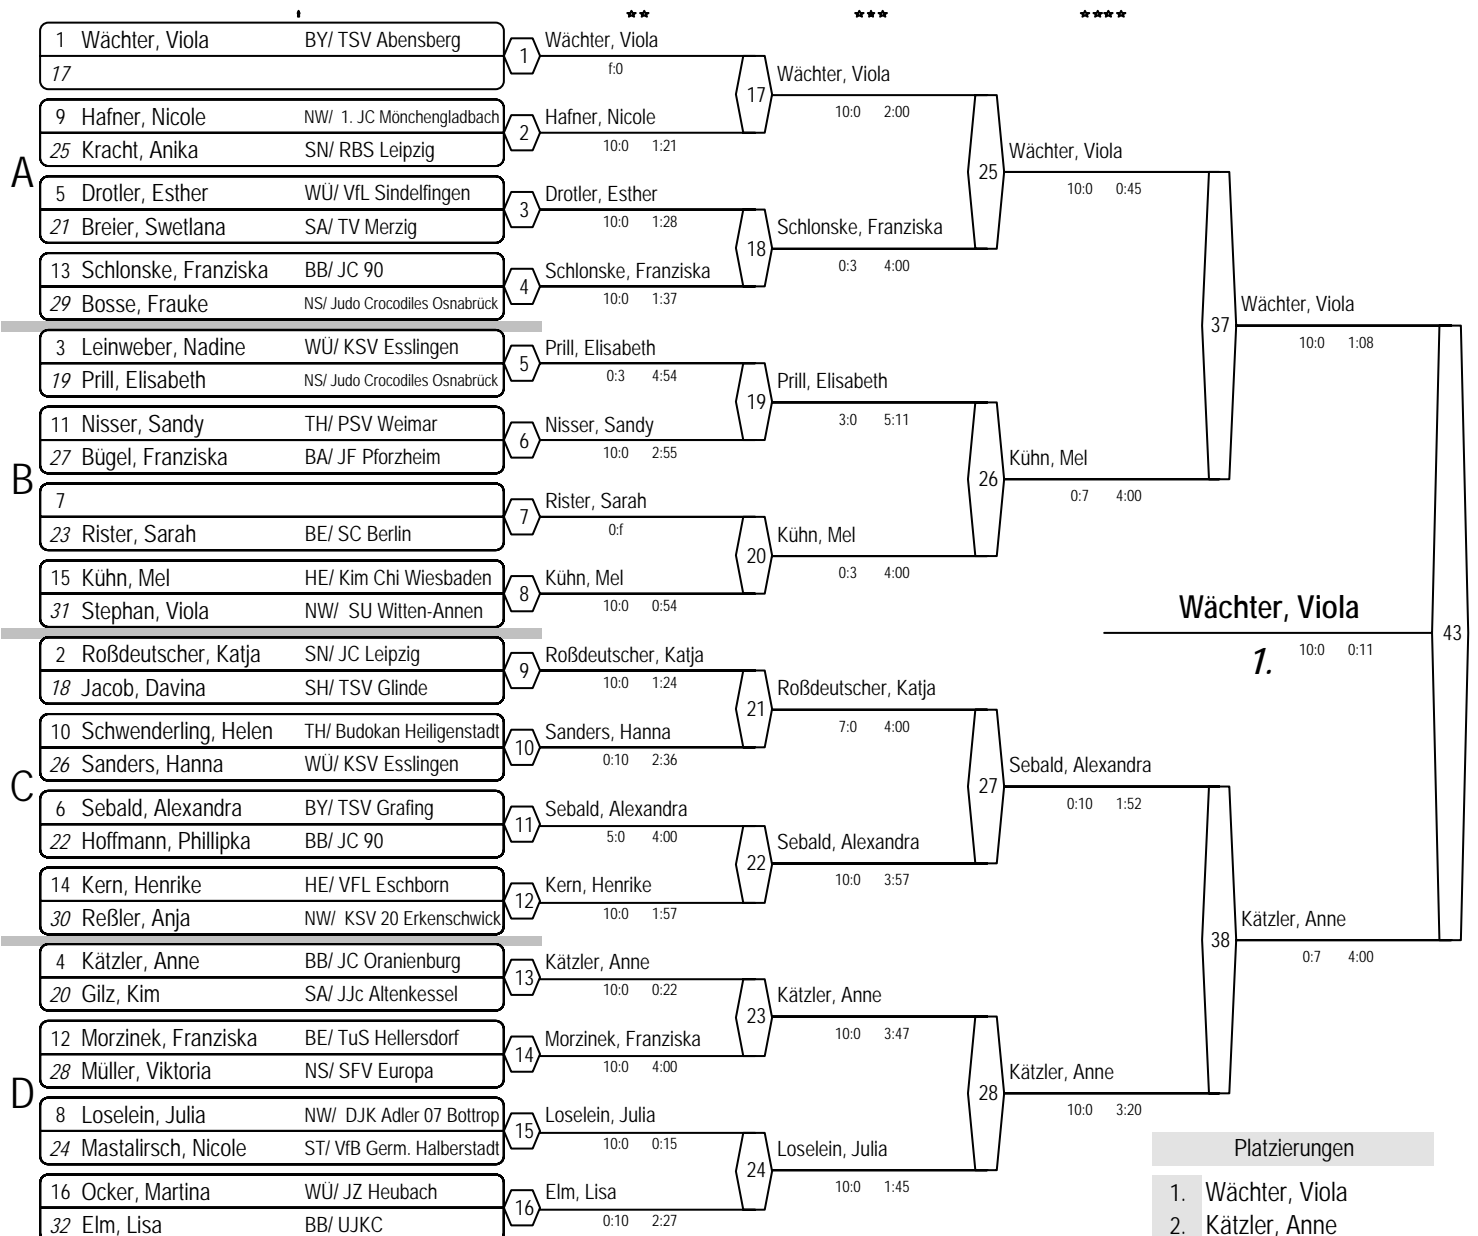 1 Wächter, Viola BY/ TSV Abensberg
17
9 Hafner, Nicole NW/ 1. JC Mönchengladbach
25 Kracht, Anika SN/ RBS Leipzig
A
5 Drotler, Esther WÜ/ VfL Sindelfingen
21 Breier, Swetlana SA/ TV Merzig
13 Schlonske, Franziska BB/ JC 90
29 Bosse, Frauke NS/ Judo Crocodiles Osnabrück
3 Leinweber, Nadine WÜ/ KSV Esslingen
19 Prill, Elisabeth NS/ Judo Crocodiles Osnabrück
11 Nisser, Sandy TH/ PSV Weimar
27 Bügel, Franziska BA/ JF Pforzheim
B
7
23 Rister, Sarah BE/ SC Berlin
15 Kühn, Mel HE/ Kim Chi Wiesbaden
31 Stephan, Viola NW/ SU Witten-Annen
2 Roßdeutscher, Katja SN/ JC Leipzig
18 Jacob, Davina SH/ TSV Glinde
10 Schwenderling, Helen TH/ Budokan Heiligenstadt
26 Sanders, Hanna WÜ/ KSV Esslingen
C
6 Sebald, Alexandra BY/ TSV Grafing
22 Hoffmann, Phillipka BB/ JC 90
14 Kern, Henrike HE/ VFL Eschborn
30 Reßler, Anja NW/ KSV 20 Erkenschwick
4 Kätzler, Anne BB/ JC Oranienburg
20 Gilz, Kim SA/ JJc Altenkessel
12 Morzinek, Franziska BE/ TuS Hellersdorf
28 Müller, Viktoria NS/ SFV Europa
D
8 Loselein, Julia NW/ DJK Adler 07 Bottrop
24 Mastalirsch, Nicole ST/ VfB Germ. Halberstadt
16 Ocker, Martina WÜ/ JZ Heubach
32 Elm, Lisa BB/ UJKC
1 Wächter, Viola
f:0
2 Hafner, Nicole
10:0 1:21
3 Drotler, Esther
10:0 1:28
4 Schlonske, Franziska
10:0 1:37
5 Prill, Elisabeth
0:3 4:54
6 Nisser, Sandy
10:0 2:55
7 Rister, Sarah
0:f
8 Kühn, Mel
10:0 0:54
9 Roßdeutscher, Katja
10:0 1:24
10 Sanders, Hanna
0:10 2:36
11 Sebald, Alexandra
5:0 4:00
12 Kern, Henrike
10:0 1:57
13 Kätzler, Anne
10:0 0:22
14 Morzinek, Franziska
10:0 4:00
15 Loselein, Julia
10:0 0:15
16 Elm, Lisa
0:10 2:27
17 Wächter, Viola
10:0 2:00
18 Schlonske, Franziska
0:3 4:00
19 Prill, Elisabeth
3:0 5:11
20 Kühn, Mel
0:3 4:00
21 Roßdeutscher, Katja
7:0 4:00
22 Sebald, Alexandra
10:0 3:57
23 Kätzler, Anne
10:0 3:47
24 Loselein, Julia
10:0 1:45
25 Wächter, Viola
10:0 0:45
26 Kühn, Mel
0:7 4:00
27 Sebald, Alexandra
0:10 1:52
28 Kätzler, Anne
10:0 3:20
37 Wächter, Viola
10:0 1:08
38 Kätzler, Anne
0:7 4:00
43
Wächter, Viola
1. 10:0 0:11
Platzierungen
1. Wächter, Viola
2. Kätzler, Anne